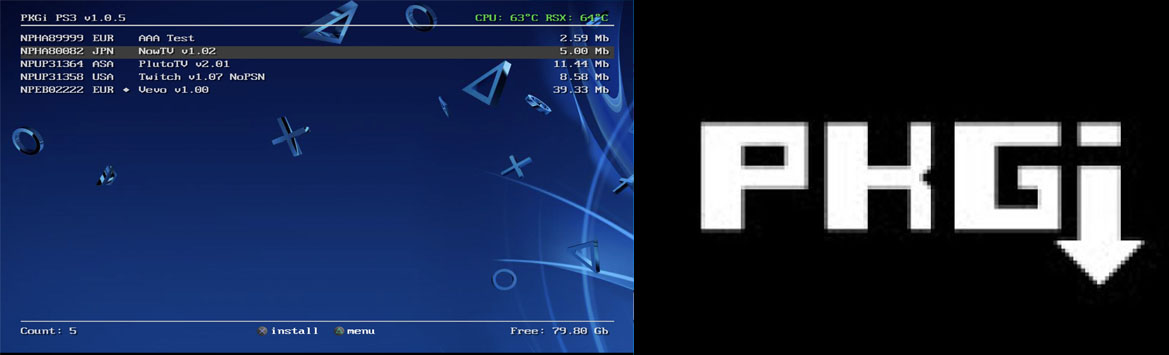 PKGi PS3 v1.0.5 CPU: 63°C RSX: 64°C
NPHA89999 EUR AAA Test 2.59 Mb
NPHA80082 JPN NowTV v1.02 5.00 Mb
NPUP31364 ASA PlutoTV v2.01 11.44 Mb
NPUP31358 USA Twitch v1.07 NoPSN 8.58 Mb
NPEB02222 EUR ◆ Vevo v1.00 39.33 Mb
Count: 5 install menu Free: 79.80 Gb
PKGi